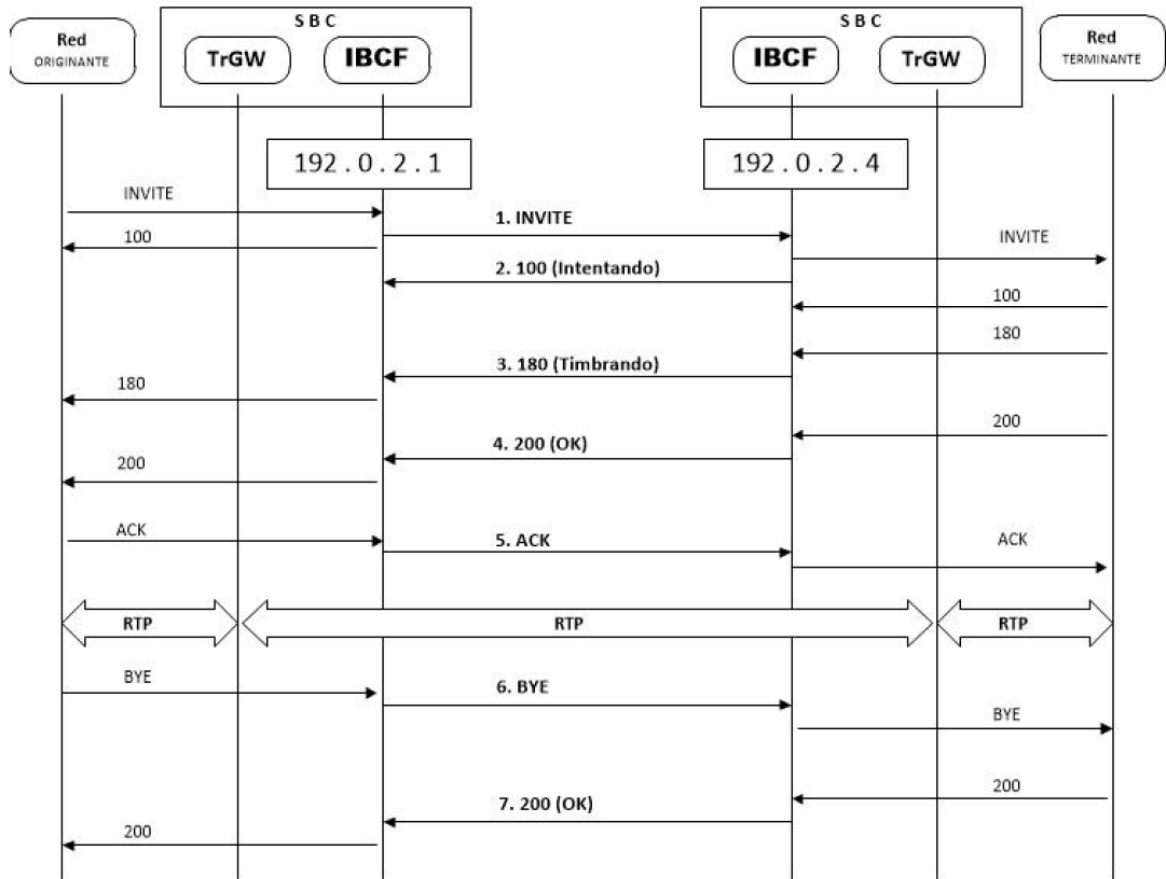 S B C
S B C
Red
ORIGINANTE
TrGW
IBCF
IBCF
TrGW
Red
TERMINANTE
192 . 0 . 2 . 1
192 . 0 . 2 . 4
INVITE
1. INVITE
100
INVITE
2. 100 (Intentando)
100
180
3. 180 (Timbrando)
180
200
4. 200 (OK)
200
ACK
5. ACK
ACK
RTP
RTP
RTP
BYE
6. BYE
BYE
200
7. 200 (OK)
200